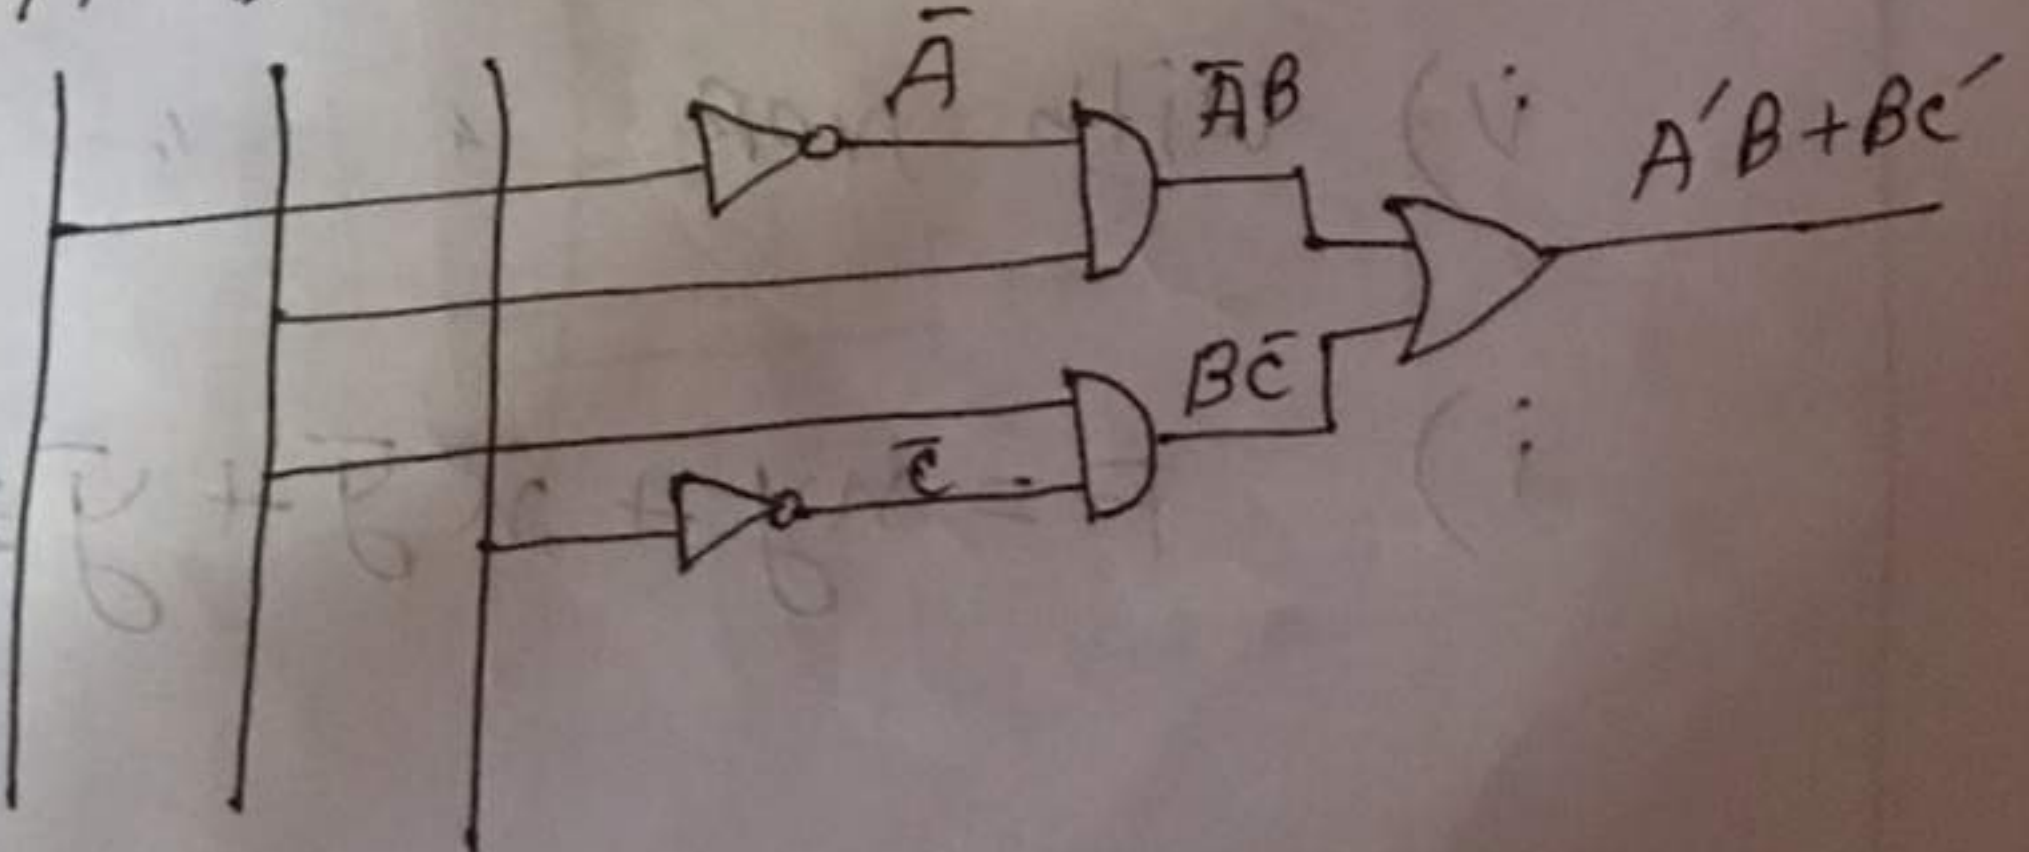 Ā
ĀB
A′B + BC′
BC̄
C̄